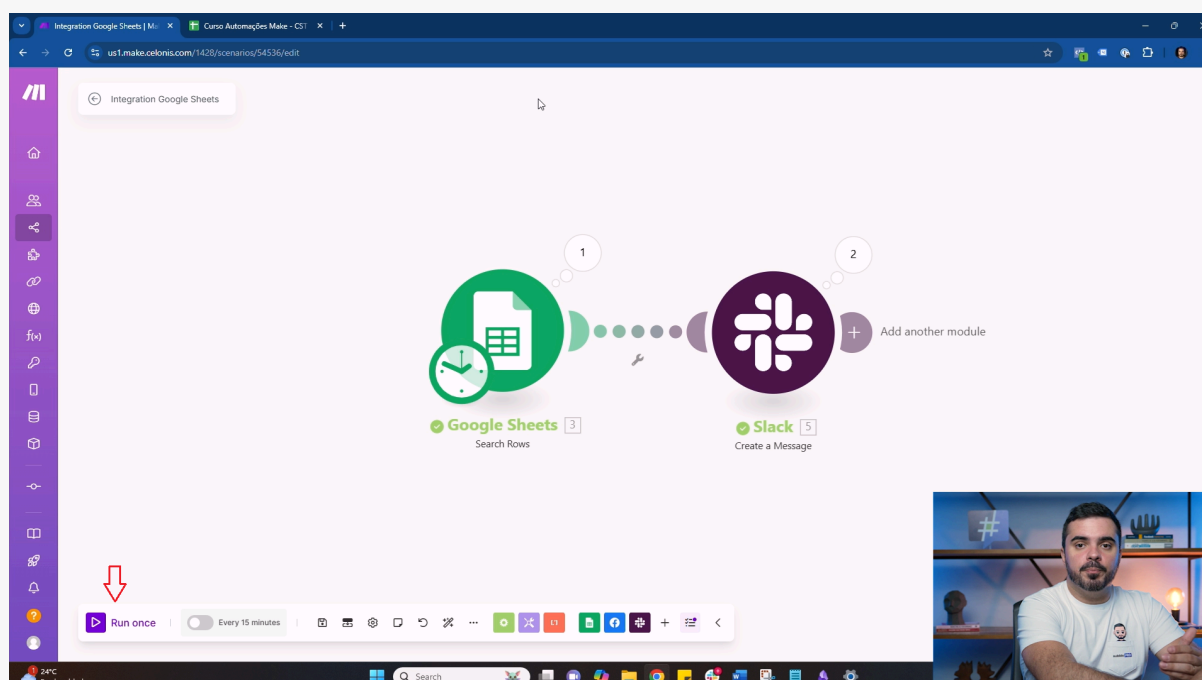 Integration Google Sheets | Ma
Curso Automações Make - CST
us1.make.celonis.com/1428/scenarios/54536/edit
Integration Google Sheets
1
2
Add another module
Google Sheets 3
Search Rows
Slack 5
Create a Message
f(x)
Run once
Every 15 minutes
1
24°C
Search